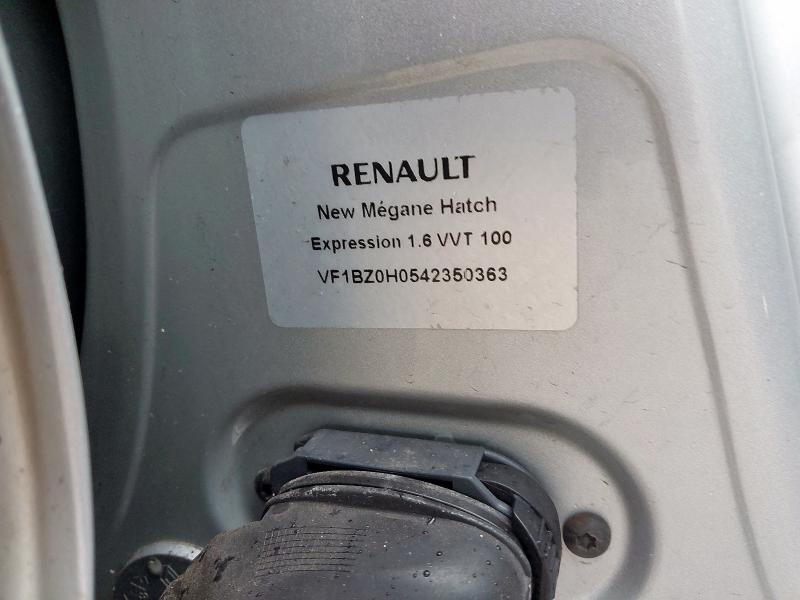 RENAULT
New Mégane Hatch
Expression 1.6 VVT 100
VF1BZ0H0542350363